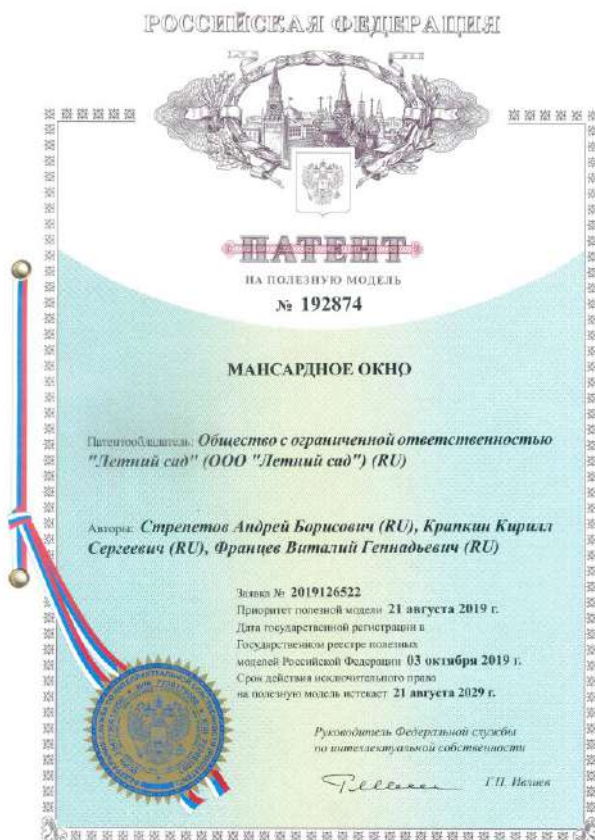 РОССИЙСКАЯ ФЕДЕРАЦИЯ
ПАТЕНТ
НА ПОЛЕЗНУЮ МОДЕЛЬ
№ 192874
МАНСАРДНОЕ ОКНО
Патентообладатель: Общество с ограниченной ответственностью
"Летний сад" (ООО "Летний сад") (RU)
Авторы: Стрепетов Андрей Борисович (RU), Крапкин Кирилл
Сергеевич (RU), Францев Виталий Геннадьевич (RU)
Заявка № 2019126522
Приоритет полезной модели 21 августа 2019 г.
Дата государственной регистрации в
Государственном реестре полезных
моделей Российской Федерации 03 октября 2019 г.
Срок действия исключительного права
на полезную модель истекает 21 августа 2029 г.
Руководитель Федеральной службы
по интеллектуальной собственности
Г.П. Ивлиев